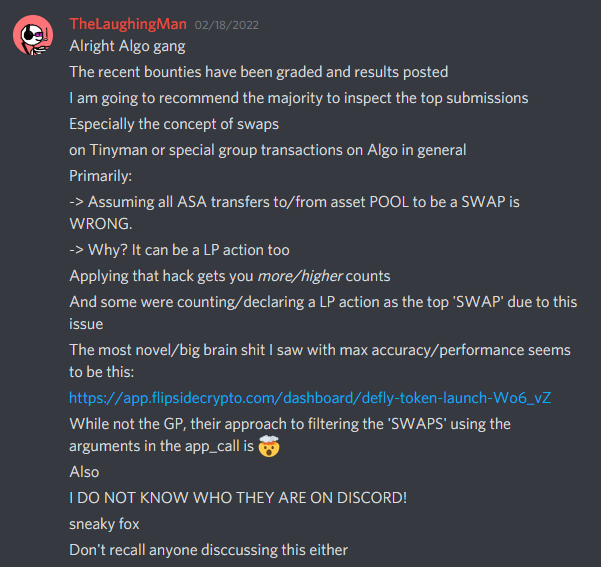 TheLaughingMan 02/18/2022
Alright Algo gang
The recent bounties have been graded and results posted
I am going to recommend the majority to inspect the top submissions
Especially the concept of swaps
on Tinyman or special group transactions on Algo in general
Primarily:
-> Assuming all ASA transfers to/from asset POOL to be a SWAP is
WRONG.
-> Why? It can be a LP action too
Applying that hack gets you more/higher counts
And some were counting/declaring a LP action as the top 'SWAP' due to this
issue
The most novel/big brain shit I saw with max accuracy/performance seems
to be this:
https://app.flipsidecrypto.com/dashboard/defly-token-launch-Wo6_vZ
While not the GP, their approach to filtering the 'SWAPS' using the
arguments in the app_call is 🤯
Also
I DO NOT KNOW WHO THEY ARE ON DISCORD!
sneaky fox
Don't recall anyone disccussing this either